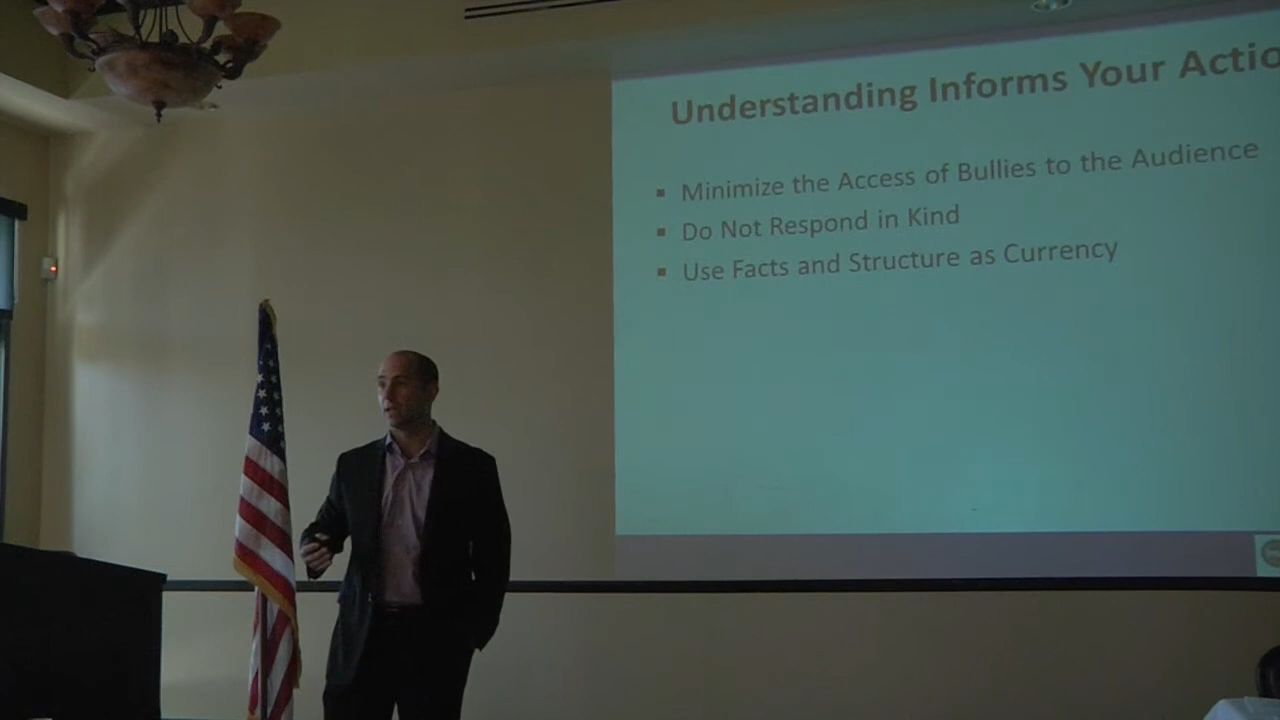 Understanding Informs Your Actio
Minimize the Access of Bullies to the Audience
Do Not Respond in Kind
Use Facts and Structure as Currency